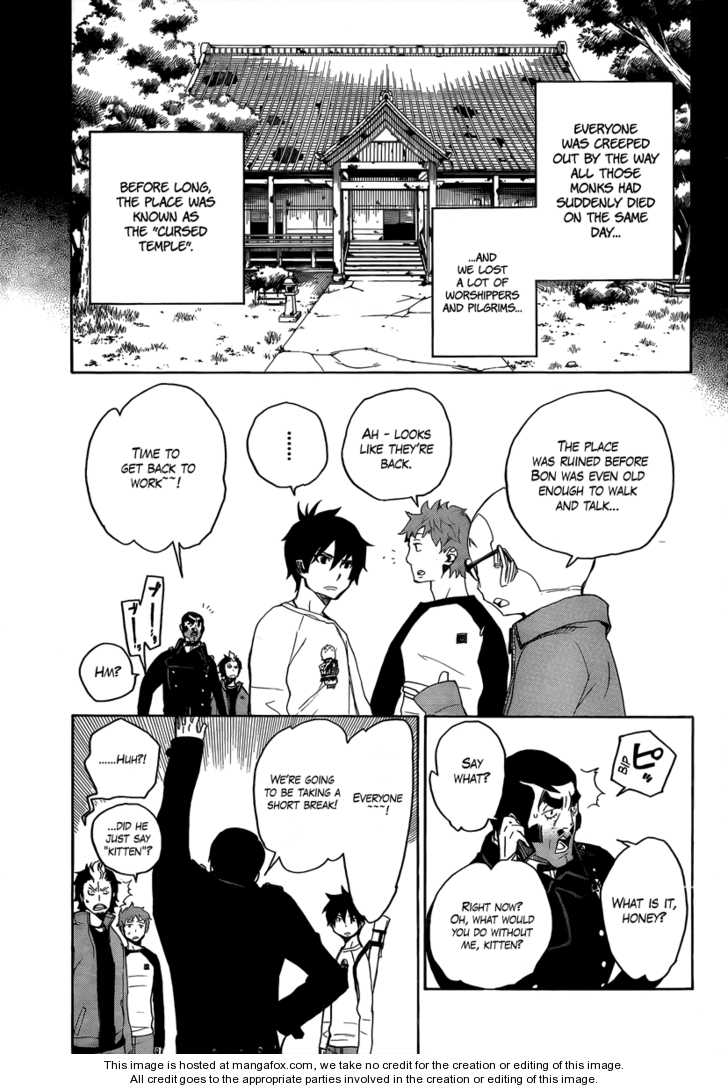 EVERYONE
WAS CREEPED
OUT BY THE WAY
ALL THOSE
MONKS HAD
SUDDENLY DIED
ON THE SAME
DAY...
...AND
WE LOST
A LOT OF
WORSHIPPERS
AND PILGRIMS...
BEFORE LONG,
THE PLACE WAS
KNOWN AS
THE "CURSED
TEMPLE".
THE PLACE
WAS RUINED BEFORE
BON WAS EVEN OLD
ENOUGH TO WALK
AND TALK...
AH - LOOKS
LIKE THEY'RE
BACK.
......
TIME TO
GET BACK TO
WORK~~!
HM?
ピ
BIP
SAY
WHAT?
WHAT IS IT,
HONEY?
RIGHT NOW?
OH, WHAT WOULD
YOU DO WITHOUT
ME, KITTEN?
EVERYONE
~~~!
WE'RE GOING
TO BE TAKING A
SHORT BREAK!
......HUH?!
...DID HE
JUST SAY
"KITTEN"?
This image is hosted at mangafox.com, we take no credit for the creation or editing of this image.
All credit goes to the appropriate parties involved in the creation or editing of this image.